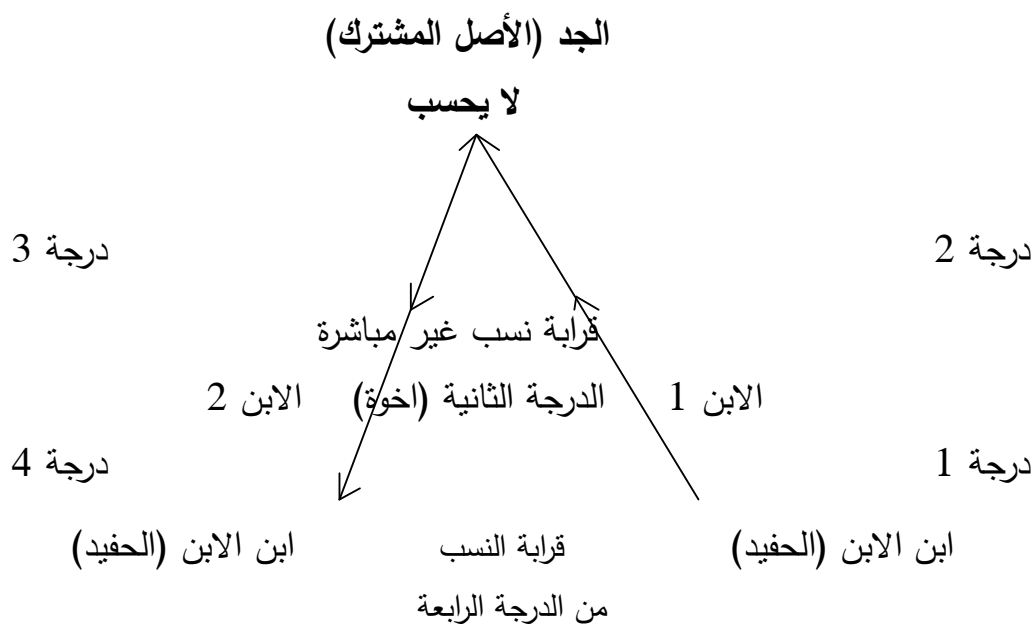 الجد (الأصل المشترك)
لا يحسب
درجة 2 درجة 3
قرابة نسب غير مباشرة
الابن 1 الدرجة الثانية (اخوة) الابن 2
درجة 1 درجة 4
ابن الابن (الحفيد) قرابة النسب ابن الابن (الحفيد)
من الدرجة الرابعة